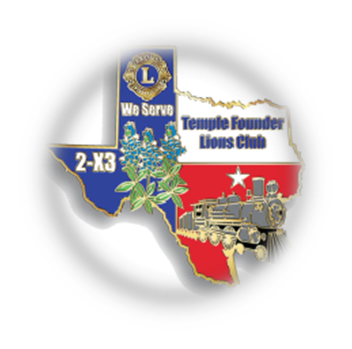 L
We Serve
Temple Founder
Lions Club
2-X3